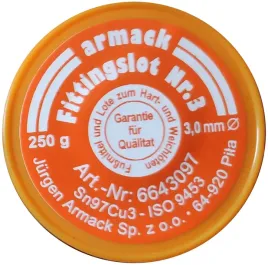 armack
Fittingslot Nr.3
Fußmittel und Lote zum Hart- und Weichlöten
Garantie
für
Qualität
250 g
3,0 mm Ø
Art.-Nr: 6643097
Sn97Cu3 - ISO 9453
Jürgen Armack Sp. z o.o. · 64-920 Piła